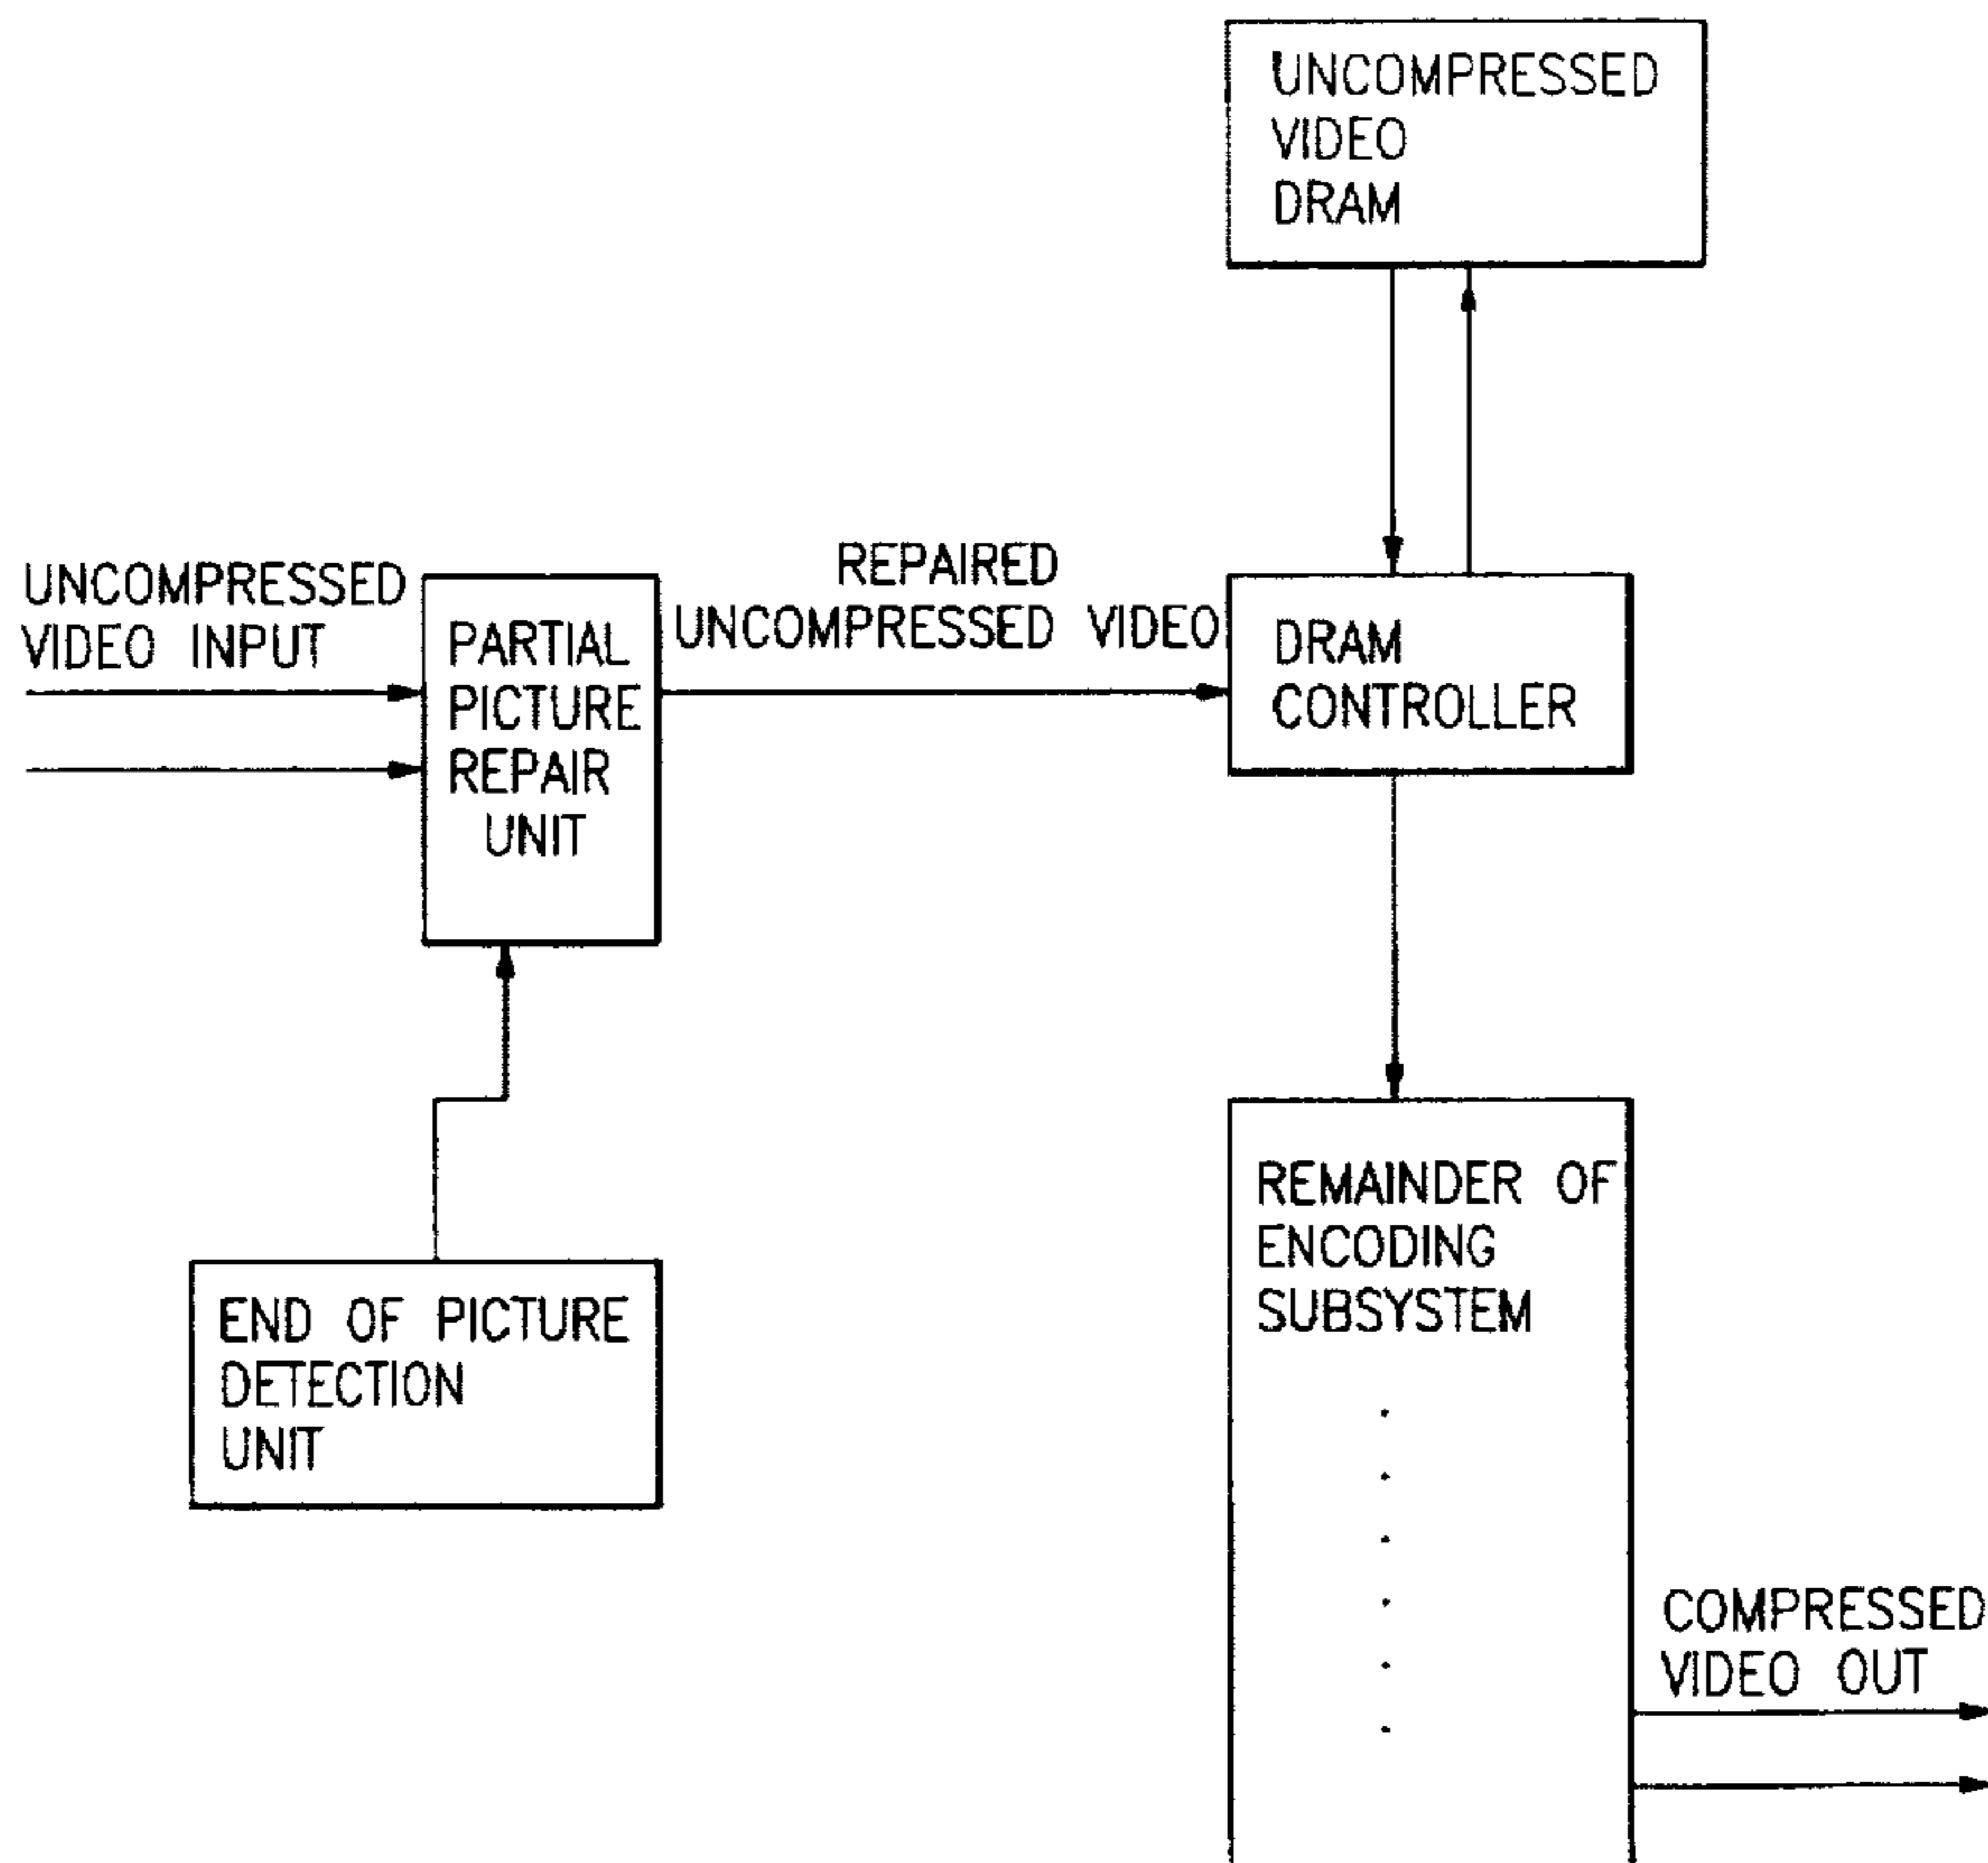 UNCOMPRESSED
VIDEO
DRAM
UNCOMPRESSED
VIDEO INPUT
PARTIAL
PICTURE
REPAIR
UNIT
REPAIRED
UNCOMPRESSED VIDEO
DRAM
CONTROLLER
END OF PICTURE
DETECTION
UNIT
REMAINDER OF
ENCODING
SUBSYSTEM
COMPRESSED
VIDEO OUT